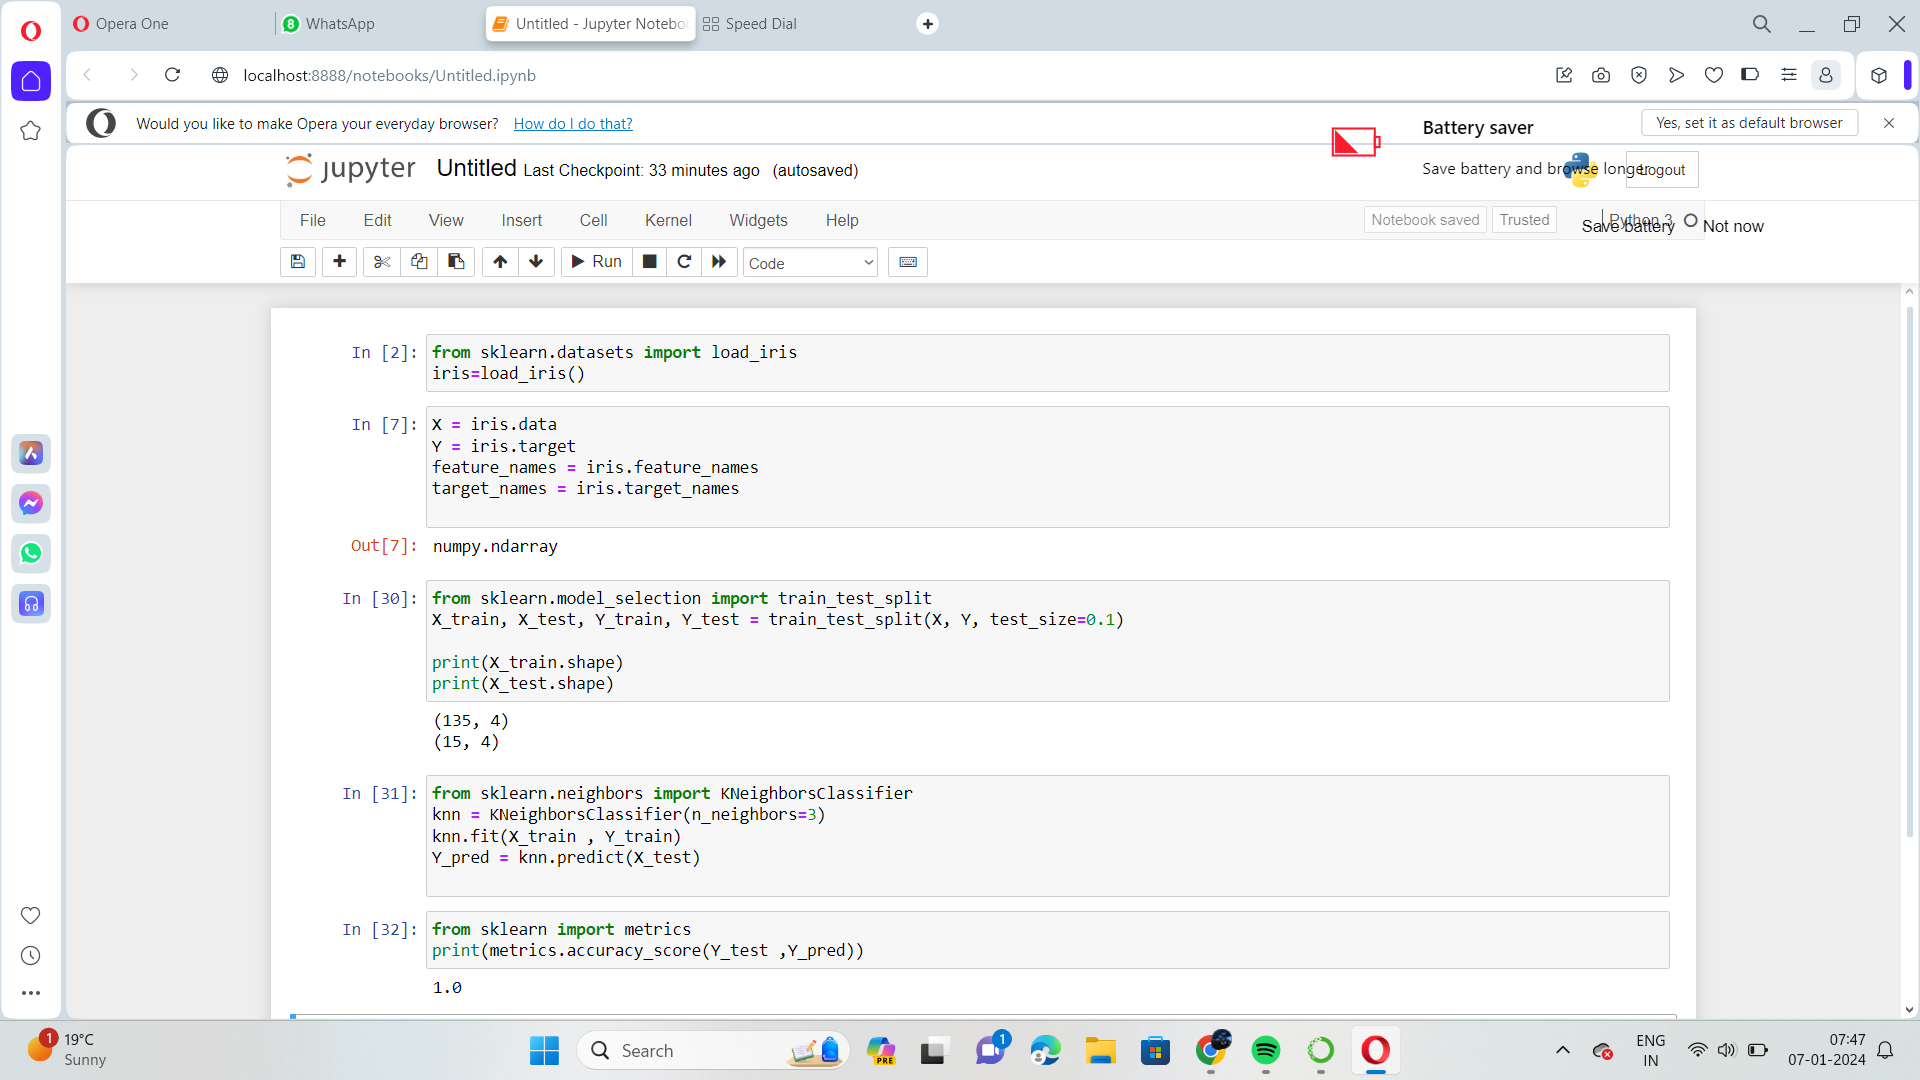 Opera One
8 WhatsApp
Untitled - Jupyter Notebo
Speed Dial
localhost:8888/notebooks/Untitled.ipynb
Would you like to make Opera your everyday browser? How do I do that?
Battery saver
Yes, set it as default browser
jupyter Untitled Last Checkpoint: 33 minutes ago (autosaved)
Save battery and browse longer
Logout
File Edit View Insert Cell Kernel Widgets Help
Notebook saved Trusted
Python 3
Save battery Not now
Run
Code
In [2]: from sklearn.datasets import load_iris
iris=load_iris()
In [7]: X = iris.data
Y = iris.target
feature_names = iris.feature_names
target_names = iris.target_names
Out[7]: numpy.ndarray
In [30]: from sklearn.model_selection import train_test_split
X_train, X_test, Y_train, Y_test = train_test_split(X, Y, test_size=0.1)
print(X_train.shape)
print(X_test.shape)
(135, 4)
(15, 4)
In [31]: from sklearn.neighbors import KNeighborsClassifier
knn = KNeighborsClassifier(n_neighbors=3)
knn.fit(X_train , Y_train)
Y_pred = knn.predict(X_test)
In [32]: from sklearn import metrics
print(metrics.accuracy_score(Y_test ,Y_pred))
1.0
1
19°C
Sunny
Search
PRE
1
ENG
IN
07:47
07-01-2024